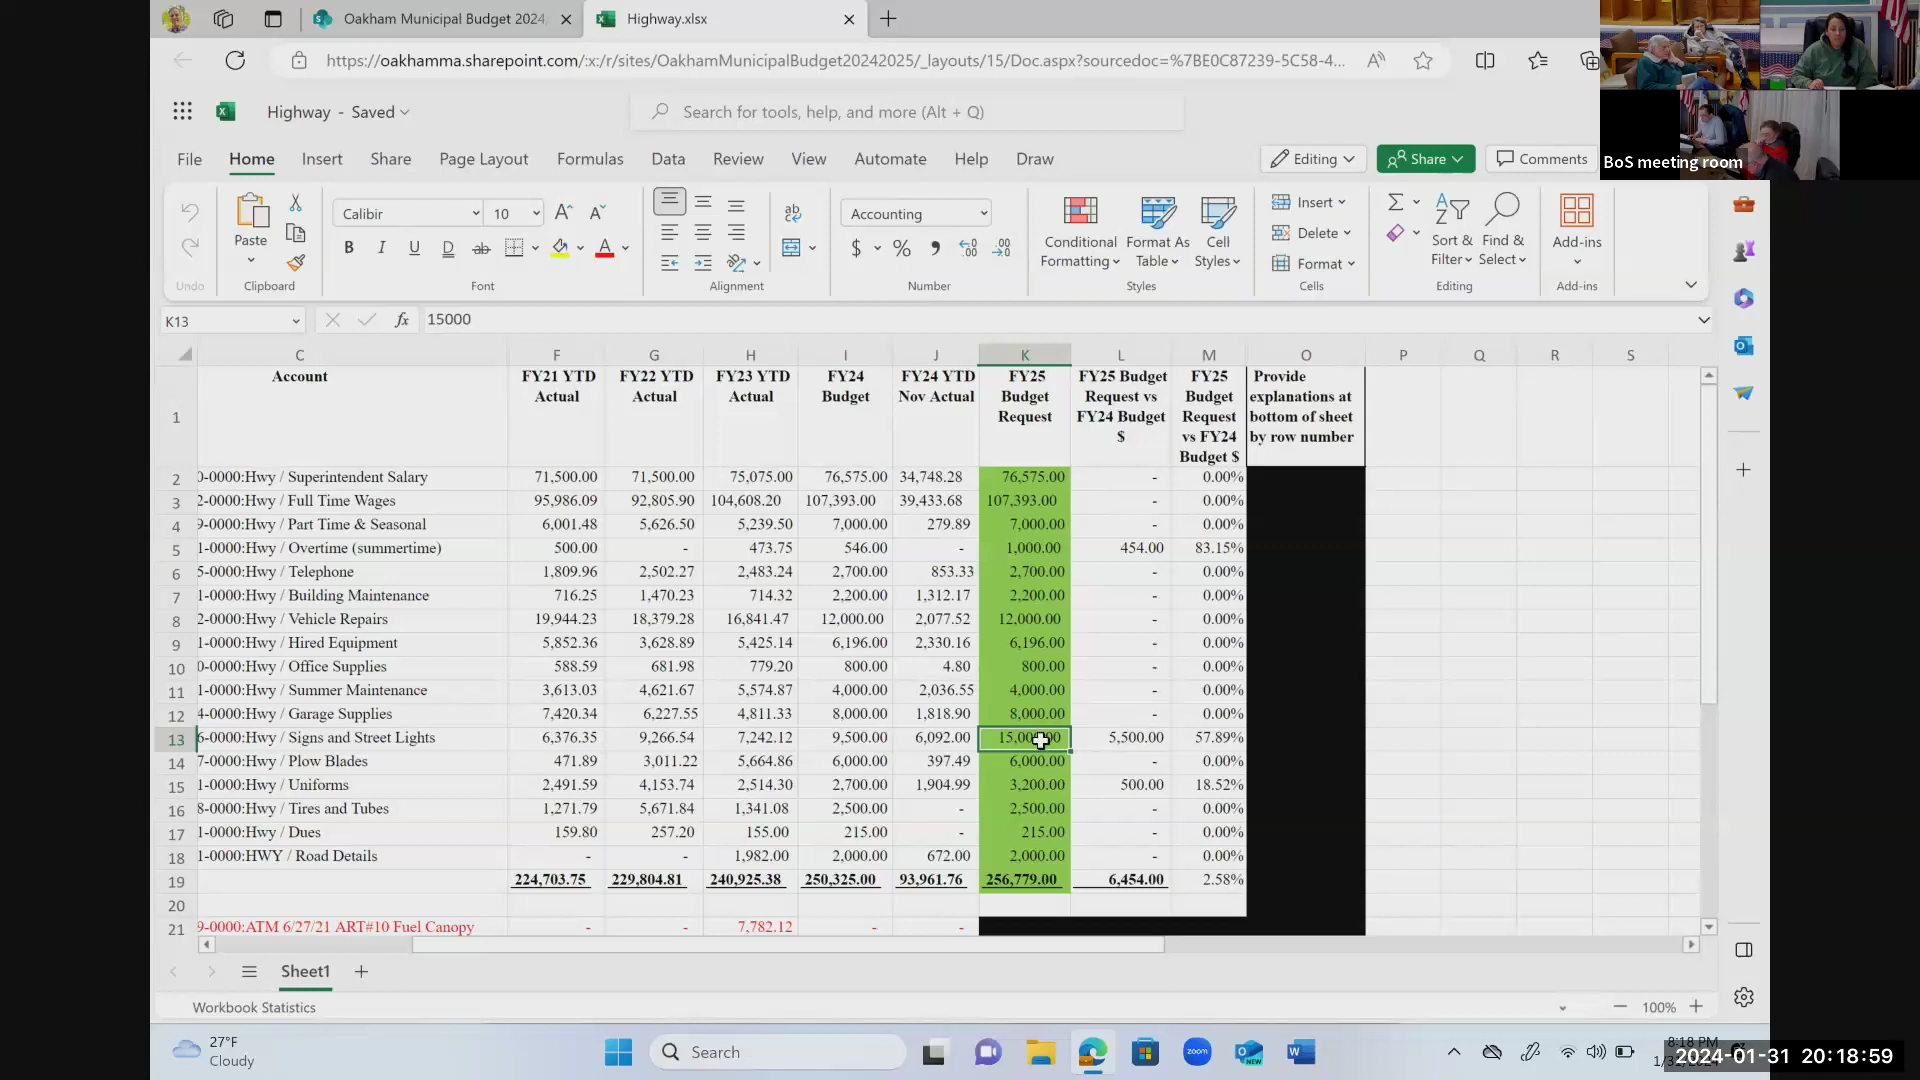 Oakham Municipal Budget 2024
Highway.xlsx
https://oakhamma.sharepoint.com/:x:/r/sites/OakhamMunicipalBudget20242025/_layouts/15/Doc.aspx?sourcedoc=%7BE0C87239-5C58-4...
Highway - Saved
Search for tools, help, and more (Alt + Q)
File Home Insert Share Page Layout Formulas Data Review View Automate Help Draw
Editing Share Comments
BoS meeting room
Paste
Calibri 10
Accounting
Conditional Formatting
Format As Table
Cell Styles
Insert
Delete
Format
Sort & Filter
Find & Select
Add-ins
Undo Clipboard Font Alignment Number Styles Cells Editing Add-ins
K13 fx 15000
C F G H I J K L M O P Q R S
1 Account FY21 YTD Actual FY22 YTD Actual FY23 YTD Actual FY24 Budget FY24 YTD Nov Actual FY25 Budget Request FY25 Budget Request vs FY24 Budget $ FY25 Budget Request vs FY24 Budget $ Provide explanations at bottom of sheet by row number
2 0-0000:Hwy / Superintendent Salary 71,500.00 71,500.00 75,075.00 76,575.00 34,748.28 76,575.00 - 0.00%
3 2-0000:Hwy / Full Time Wages 95,986.09 92,805.90 104,608.20 107,393.00 39,433.68 107,393.00 - 0.00%
4 9-0000:Hwy / Part Time & Seasonal 6,001.48 5,626.50 5,239.50 7,000.00 279.89 7,000.00 - 0.00%
5 1-0000:Hwy / Overtime (summertime) 500.00 - 473.75 546.00 - 1,000.00 454.00 83.15%
6 5-0000:Hwy / Telephone 1,809.96 2,502.27 2,483.24 2,700.00 853.33 2,700.00 - 0.00%
7 1-0000:Hwy / Building Maintenance 716.25 1,470.23 714.32 2,200.00 1,312.17 2,200.00 - 0.00%
8 2-0000:Hwy / Vehicle Repairs 19,944.23 18,379.28 16,841.47 12,000.00 2,077.52 12,000.00 - 0.00%
9 1-0000:Hwy / Hired Equipment 5,852.36 3,628.89 5,425.14 6,196.00 2,330.16 6,196.00 - 0.00%
10 0-0000:Hwy / Office Supplies 588.59 681.98 779.20 800.00 4.80 800.00 - 0.00%
11 1-0000:Hwy / Summer Maintenance 3,613.03 4,621.67 5,574.87 4,000.00 2,036.55 4,000.00 - 0.00%
12 4-0000:Hwy / Garage Supplies 7,420.34 6,227.55 4,811.33 8,000.00 1,818.90 8,000.00 - 0.00%
13 6-0000:Hwy / Signs and Street Lights 6,376.35 9,266.54 7,242.12 9,500.00 6,092.00 15,000.00 5,500.00 57.89%
14 7-0000:Hwy / Plow Blades 471.89 3,011.22 5,664.86 6,000.00 397.49 6,000.00 - 0.00%
15 1-0000:Hwy / Uniforms 2,491.59 4,153.74 2,514.30 2,700.00 1,904.99 3,200.00 500.00 18.52%
16 8-0000:Hwy / Tires and Tubes 1,271.79 5,671.84 1,341.08 2,500.00 - 2,500.00 - 0.00%
17 1-0000:Hwy / Dues 159.80 257.20 155.00 215.00 - 215.00 - 0.00%
18 1-0000:HWY / Road Details - - 1,982.00 2,000.00 672.00 2,000.00 - 0.00%
19 224,703.75 229,804.81 240,925.38 250,325.00 93,961.76 256,779.00 6,454.00 2.58%
20
21 9-0000:ATM 6/27/21 ART#10 Fuel Canopy - - 7,782.12 - -
Sheet1
Workbook Statistics
100%
27°F
Cloudy
Search
8:18 PM
2024-01-31 20:18:59